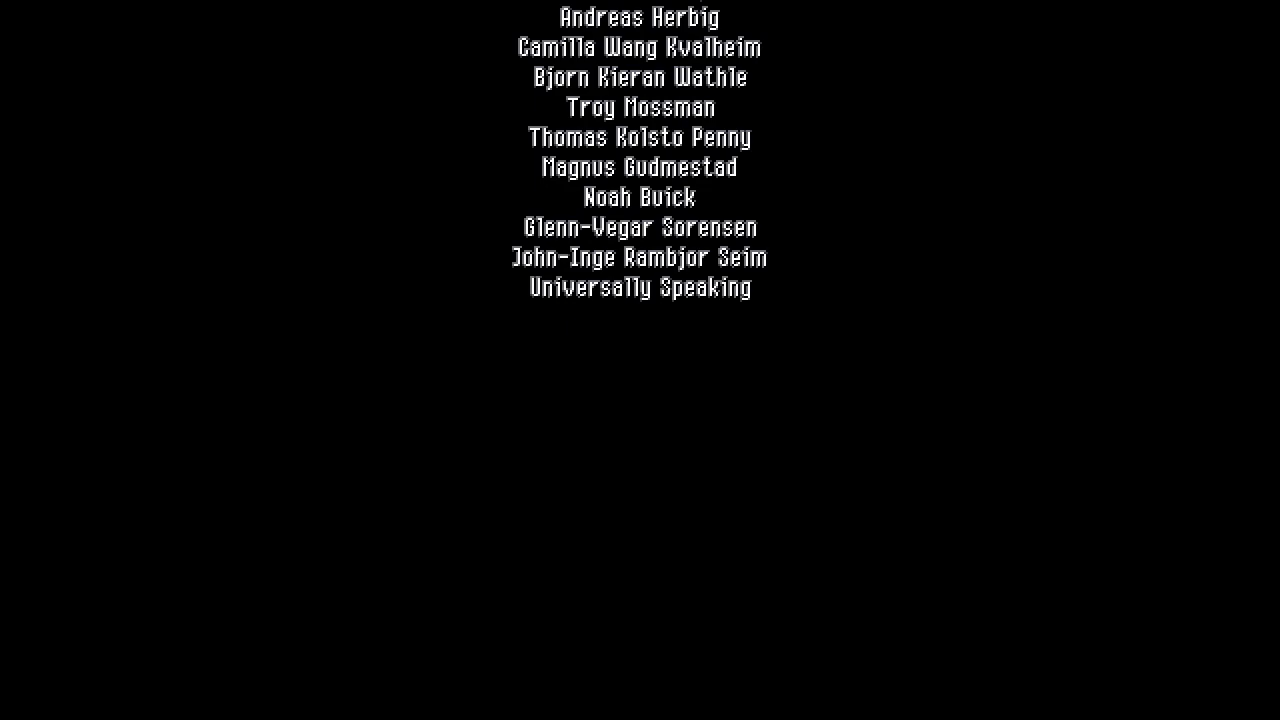 Andreas Herbig
Camilla Wang Kvalheim
Bjorn Kieran Wathle
Troy Mossman
Thomas Kolsto Penny
Magnus Gudmestad
Noah Buick
Glenn-Vegar Sorensen
John-Inge Rambjor Seim
Universally Speaking